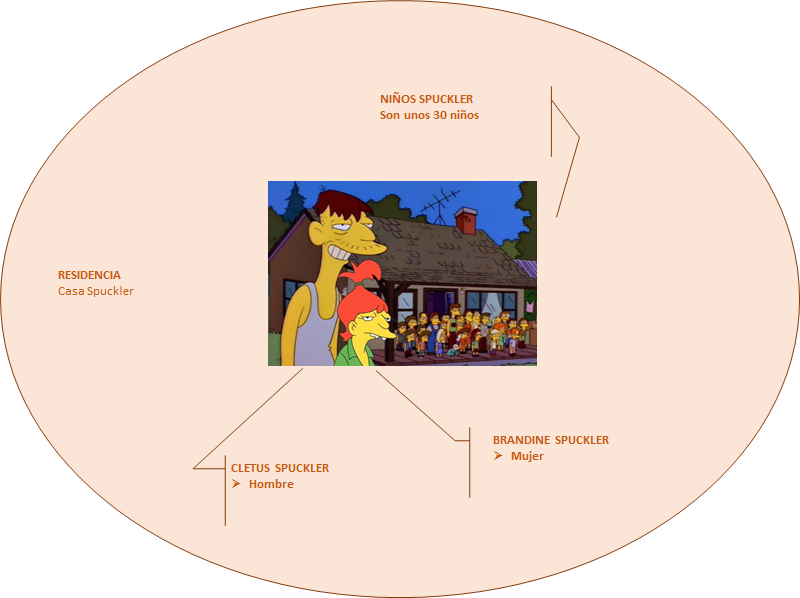 NIÑOS SPUCKLER
Son unos 30 niños
RESIDENCIA
Casa Spuckler
BRANDINE SPUCKLER
➢ Mujer
CLETUS SPUCKLER
➢ Hombre